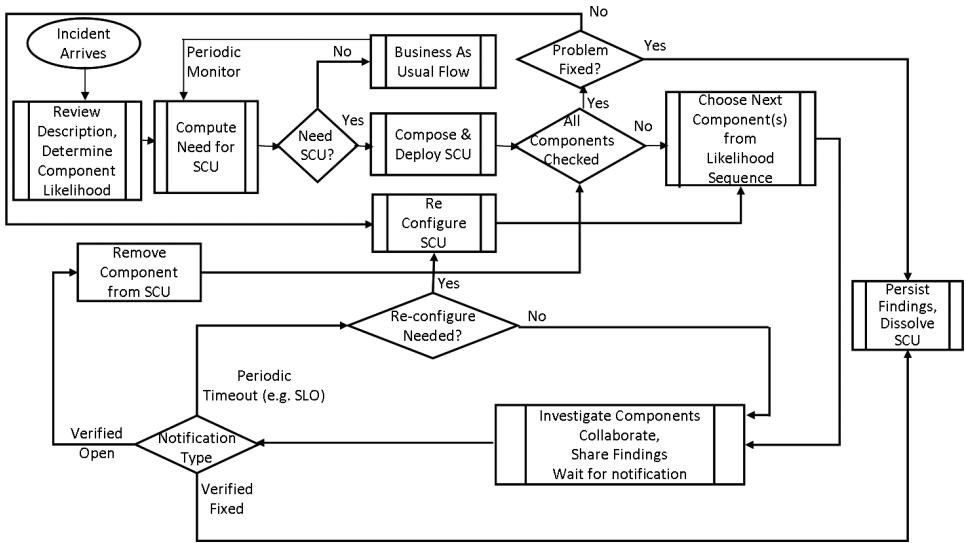 Incident
Arrives
Periodic
Monitor
No
Business As
Usual Flow
No
Problem
Fixed?
Yes
Review
Description,
Determine
Component
Likelihood
Compute
Need for
SCU
Need
SCU?
Yes
Compose &
Deploy SCU
Yes
All
Components
Checked
No
Choose Next
Component(s)
from
Likelihood
Sequence
Re
Configure
SCU
Remove
Component
from SCU
Yes
Re-configure
Needed?
No
Persist
Findings,
Dissolve
SCU
Periodic
Timeout (e.g. SLO)
Verified
Open
Notification
Type
Verified
Fixed
Investigate Components
Collaborate,
Share Findings
Wait for notification